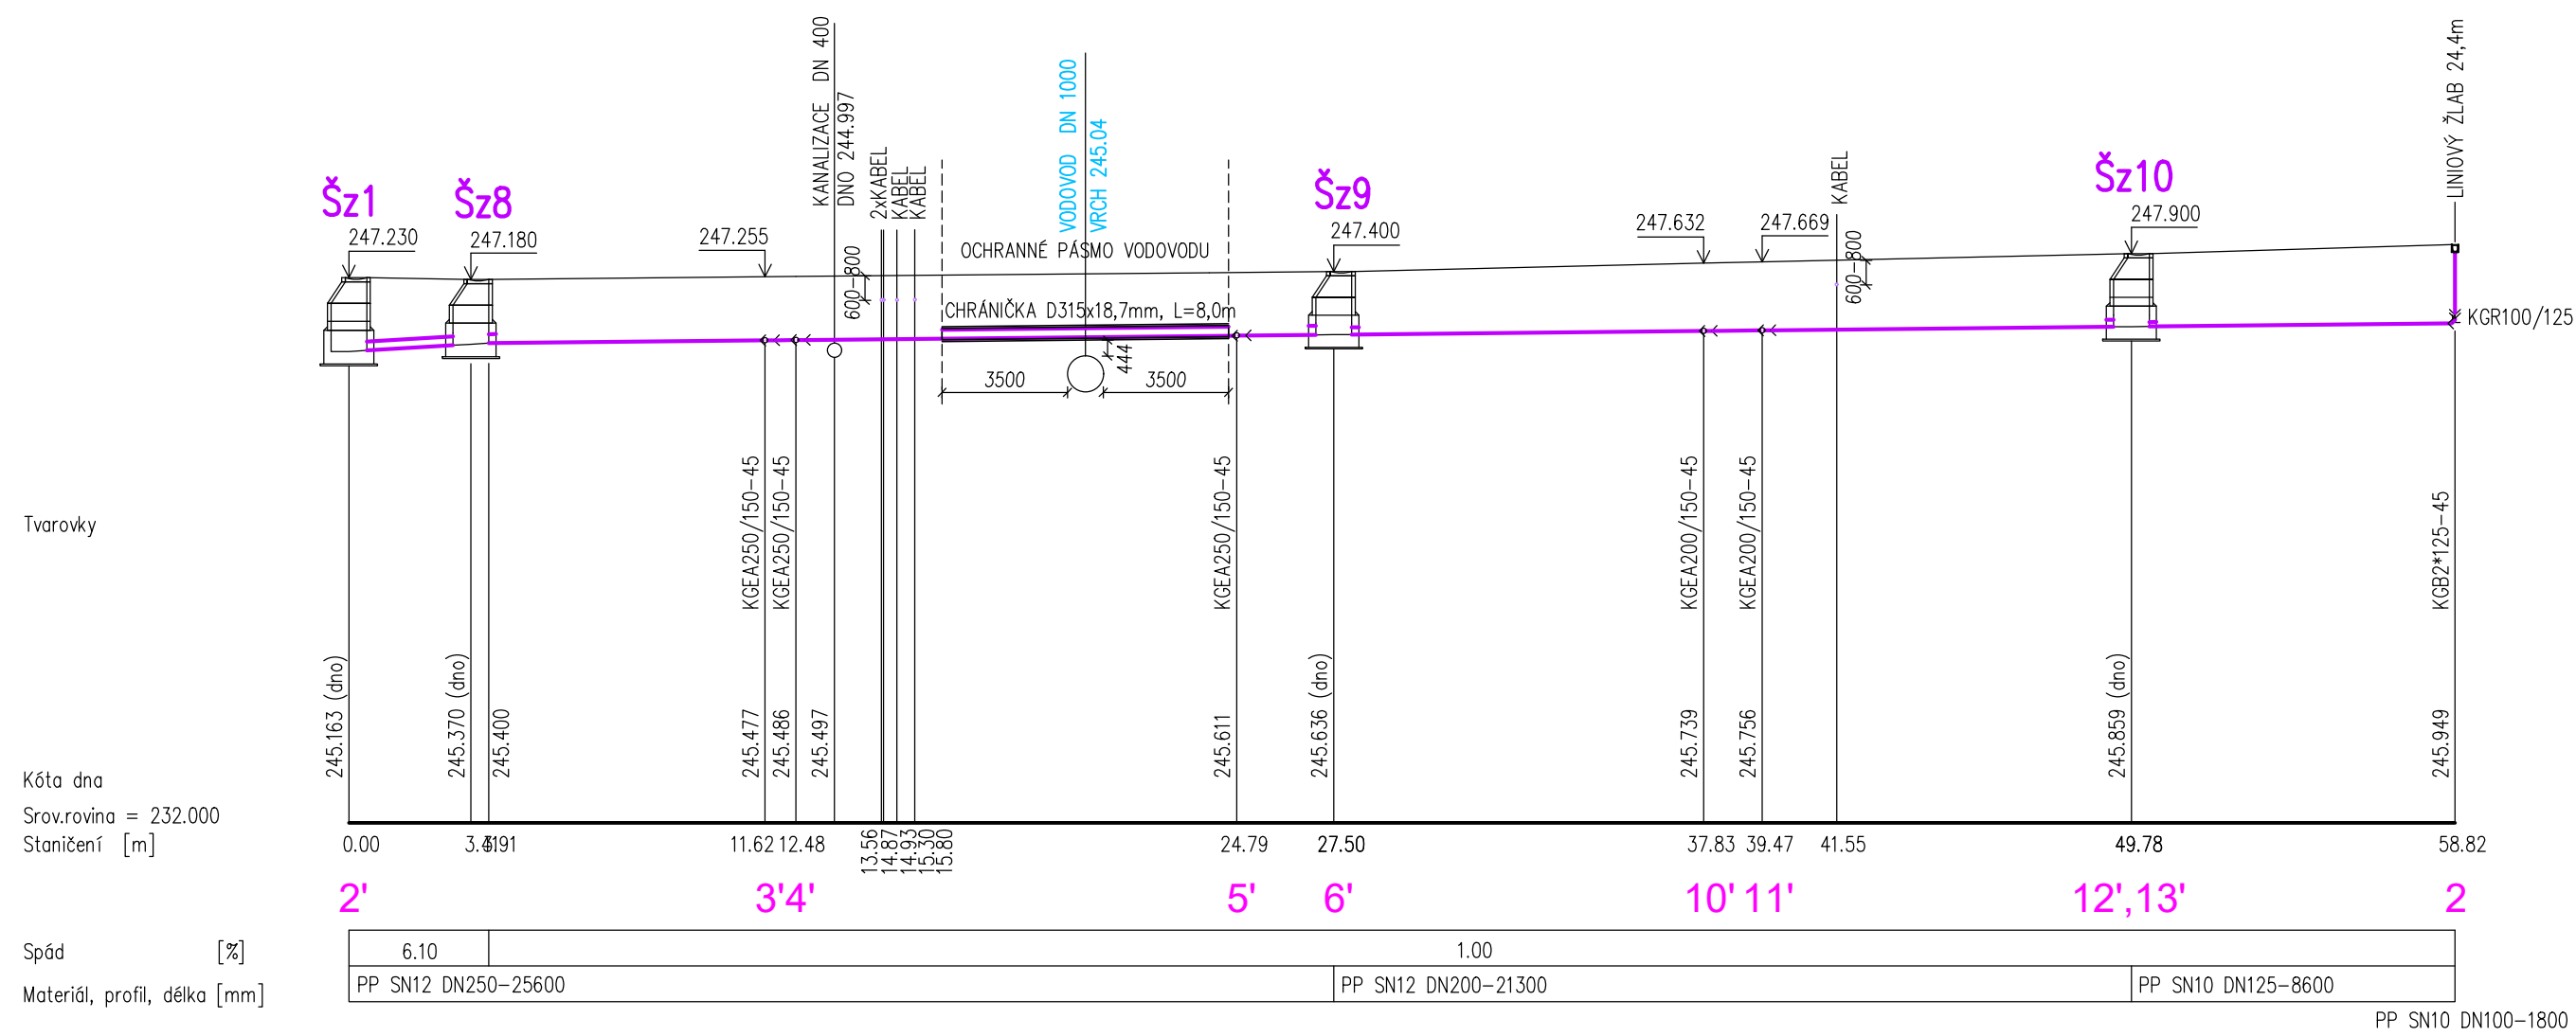 KANALIZACE DN 400
DNO 244.997
2xKABEL
KABEL
KABEL
VODOVOD DN 1000
VRCH 245.04
KABEL
LINIOVÝ ŽLAB 24,4m
Šz1
Šz8
Šz9
Šz10
247.230
247.180
247.255
247.400
247.632
247.669
247.900
OCHRANNÉ PÁSMO VODOVODU
600-800
600-800
CHRÁNIČKA D315x18,7mm, L=8,0m
KGR100/125
444
3500
3500
Tvarovky
KGEA250/150-45
KGEA250/150-45
KGEA250/150-45
KGEA200/150-45
KGEA200/150-45
KGB2*125-45
Kóta dna
245.163 (dno)
245.370 (dno)
245.400
245.477
245.486
245.497
245.611
245.636 (dno)
245.739
245.756
245.859 (dno)
245.949
Srov.rovina = 232.000
Staničení [m]
0.00
3.91
11.62
12.48
13.56
14.87
14.93
15.30
15.80
24.79
27.50
37.83
39.47
41.55
49.78
58.82
2'
3'4'
5'
6'
10' 11'
12',13'
2
Spád [%]
6.10
1.00
Materiál, profil, délka [mm]
PP SN12 DN250-25600
PP SN12 DN200-21300
PP SN10 DN125-8600
PP SN10 DN100-1800